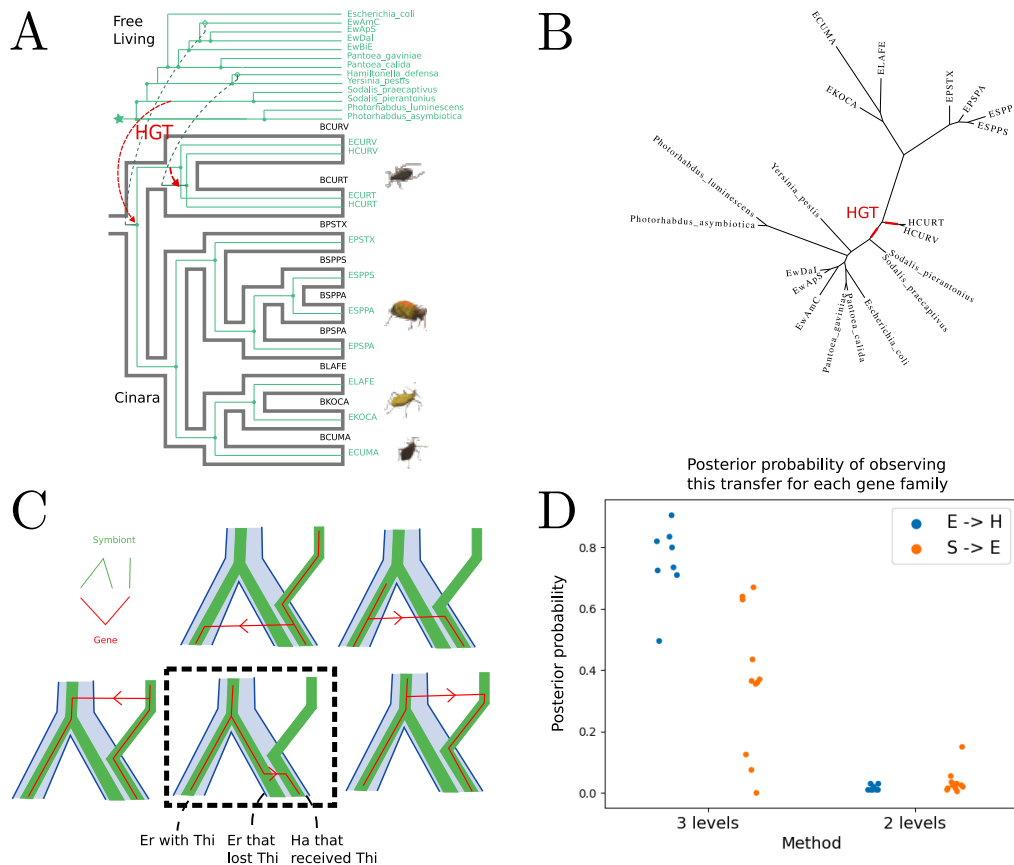 A
Free
Living
Escherichia_coli
EwAmC
EwApS
EwDaI
EwBiE
Pantoea_gaviniae
Pantoea_calida
Hamiltonella_defensa
Yersinia_pestis
Sodalis_praecaptivus
Sodalis_pierantonius
Photorhabdus_luminescens
Photorhabdus_asymbiotica
HGT
BCURV
ECURV
HCURV
BCURT
ECURT
HCURT
BPSTX
EPSTX
BSPPS
ESPPS
BSPPA
ESPPA
BPSPA
EPSPA
BLAFE
ELAFE
BKOCA
EKOCA
BCUMA
ECUMA
Cinara
B
ECUMA
ELAFE
EKOCA
EPSTX
EPSPA
ESPP
ESPPS
Photorhabdus_luminescens
Yersinia_pestis
Photorhabdus_asymbiotica
HGT
HCURT
HCURV
Sodalis_pierantonius
Sodalis_praecaptivus
EwDaI
EwApS
EwAmC
Pantoea_gaviniae
Pantoea_calida
Escherichia_coli
C
Symbiont
Gene
Er with Thi
Er that
lost Thi
Ha that
received Thi
D
Posterior probability of observing
this transfer for each gene family
E -> H
S -> E
Posterior probability
0.8
0.6
0.4
0.2
0.0
3 levels
2 levels
Method